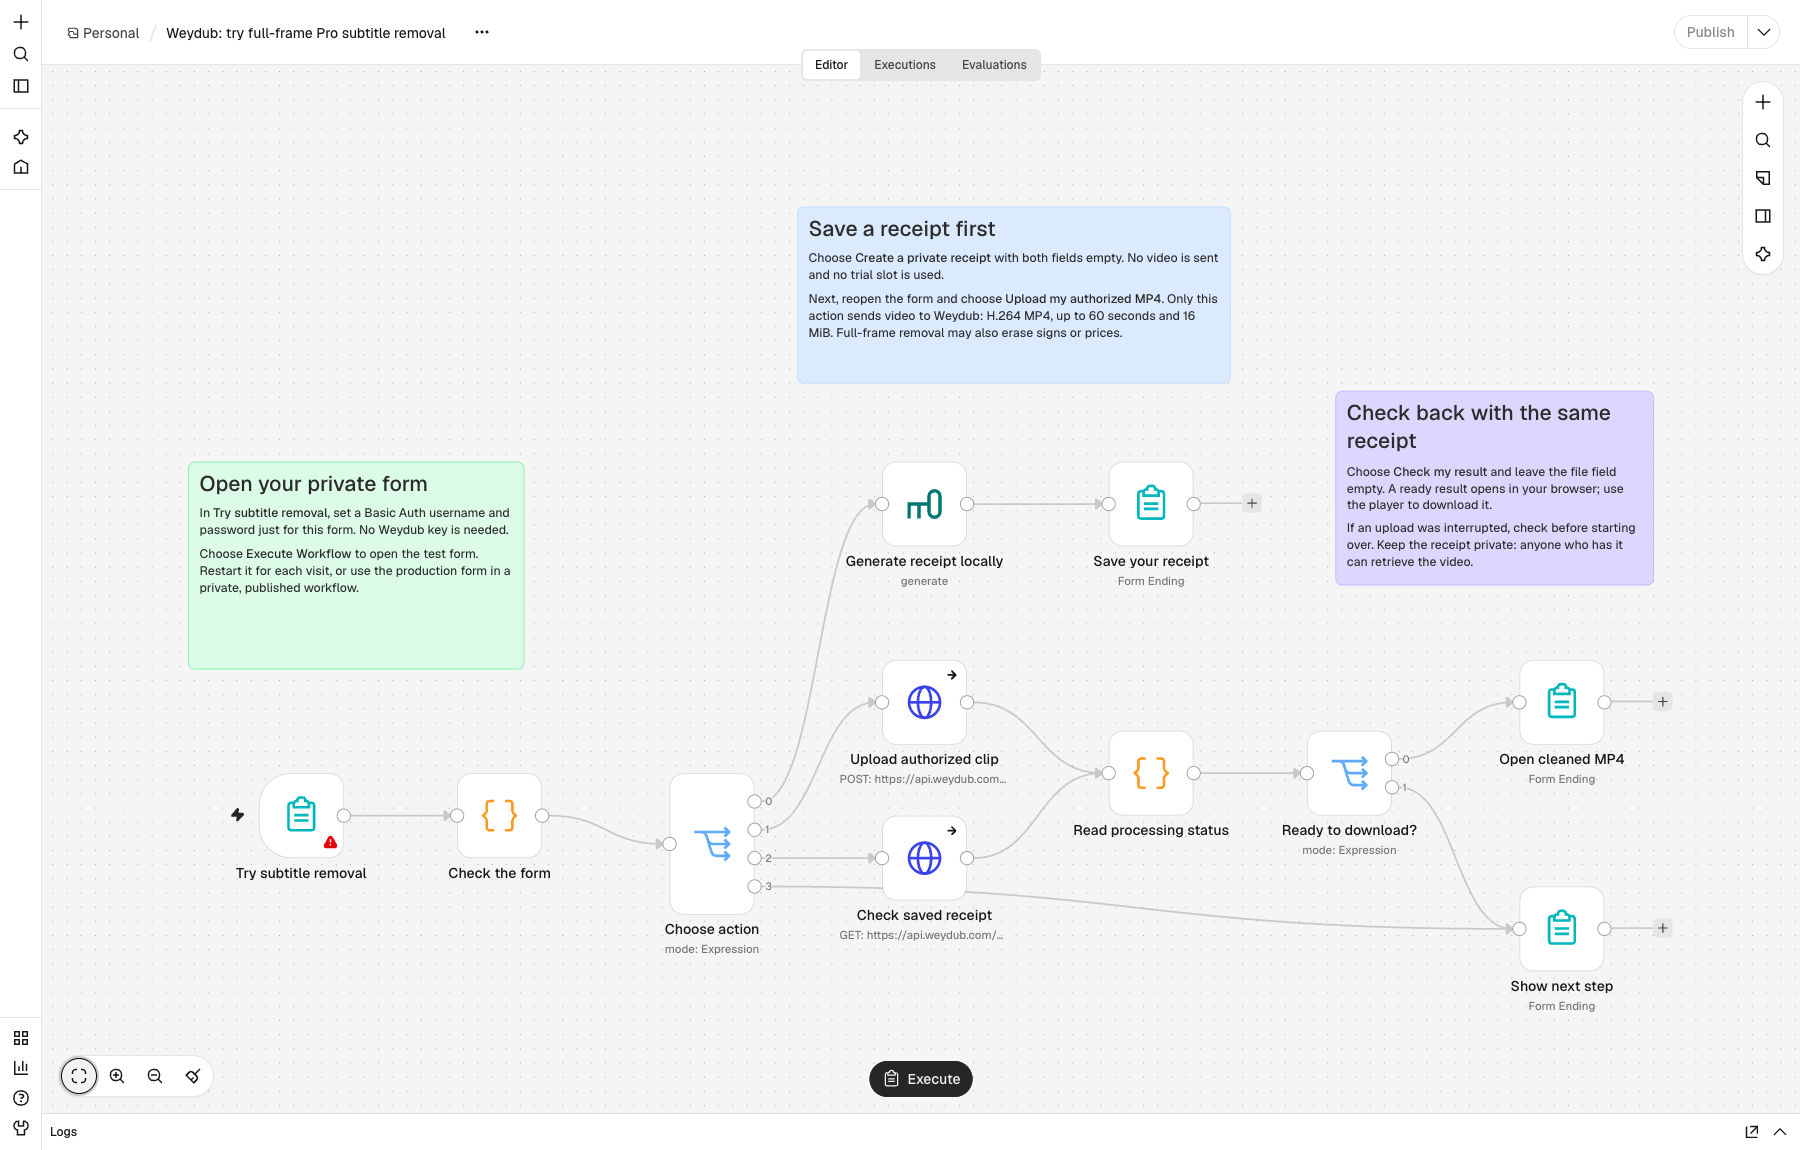 Personal / Weydub: try full-frame Pro subtitle removal
Publish
Editor
Executions
Evaluations
Save a receipt first
Choose Create a private receipt with both fields empty. No video is sent
and no trial slot is used.
Next, reopen the form and choose Upload my authorized MP4. Only this
action sends video to Weydub: H.264 MP4, up to 60 seconds and 16
MiB. Full-frame removal may also erase signs or prices.
Check back with the same
receipt
Choose Check my result and leave the file field
empty. A ready result opens in your browser; use
the player to download it.
If an upload was interrupted, check before starting
over. Keep the receipt private: anyone who has it
can retrieve the video.
Open your private form
In Try subtitle removal, set a Basic Auth username and
password just for this form. No Weydub key is needed.
Choose Execute Workflow to open the test form.
Restart it for each visit, or use the production form in a
private, published workflow.
Generate receipt locally
generate
Save your receipt
Form Ending
Upload authorized clip
POST: https://api.weydub.com...
Open cleaned MP4
Form Ending
Try subtitle removal
Check the form
0
1
2
3
Choose action
mode: Expression
Check saved receipt
GET: https://api.weydub.com/...
Read processing status
0
1
Ready to download?
mode: Expression
Show next step
Form Ending
Execute
Logs